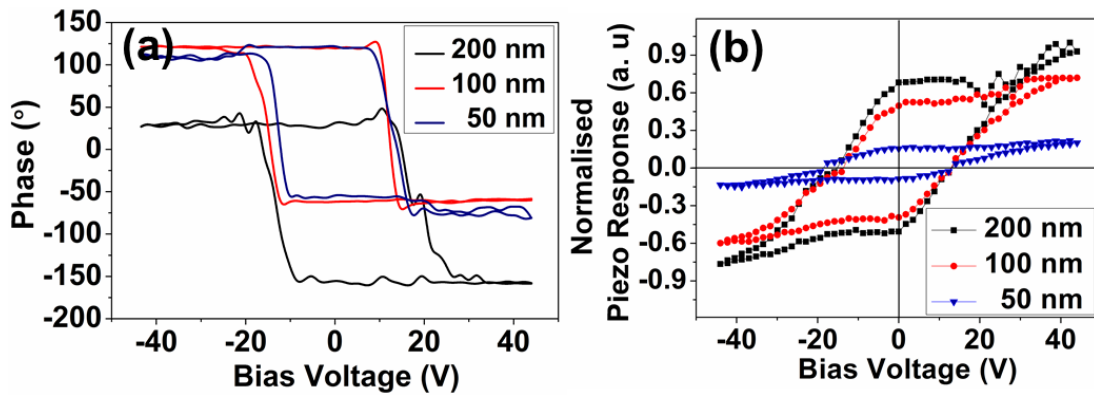 (a)
200 nm
100 nm
50 nm
150
100
50
0
-50
-100
-150
-200
Phase (°)
-40 -20 0 20 40
Bias Voltage (V)
(b)
0.9
0.6
0.3
0.0
-0.3
-0.6
-0.9
Normalised
Piezo Response (a. u)
200 nm
100 nm
50 nm
-40 -20 0 20 40
Bias Voltage (V)